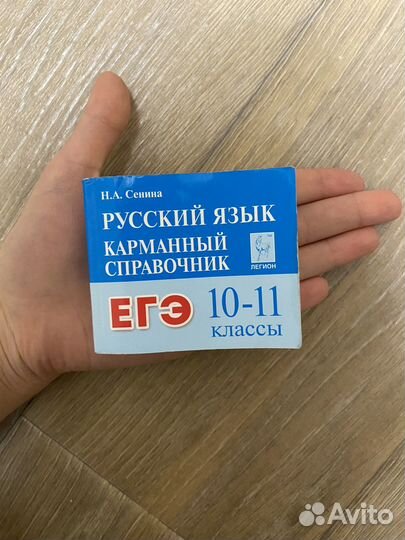 Н.А. Сенина
РУССКИЙ ЯЗЫК
КАРМАННЫЙ
СПРАВОЧНИК
ЛЕГИОН
ЕГЭ
10-11
классы
Avito